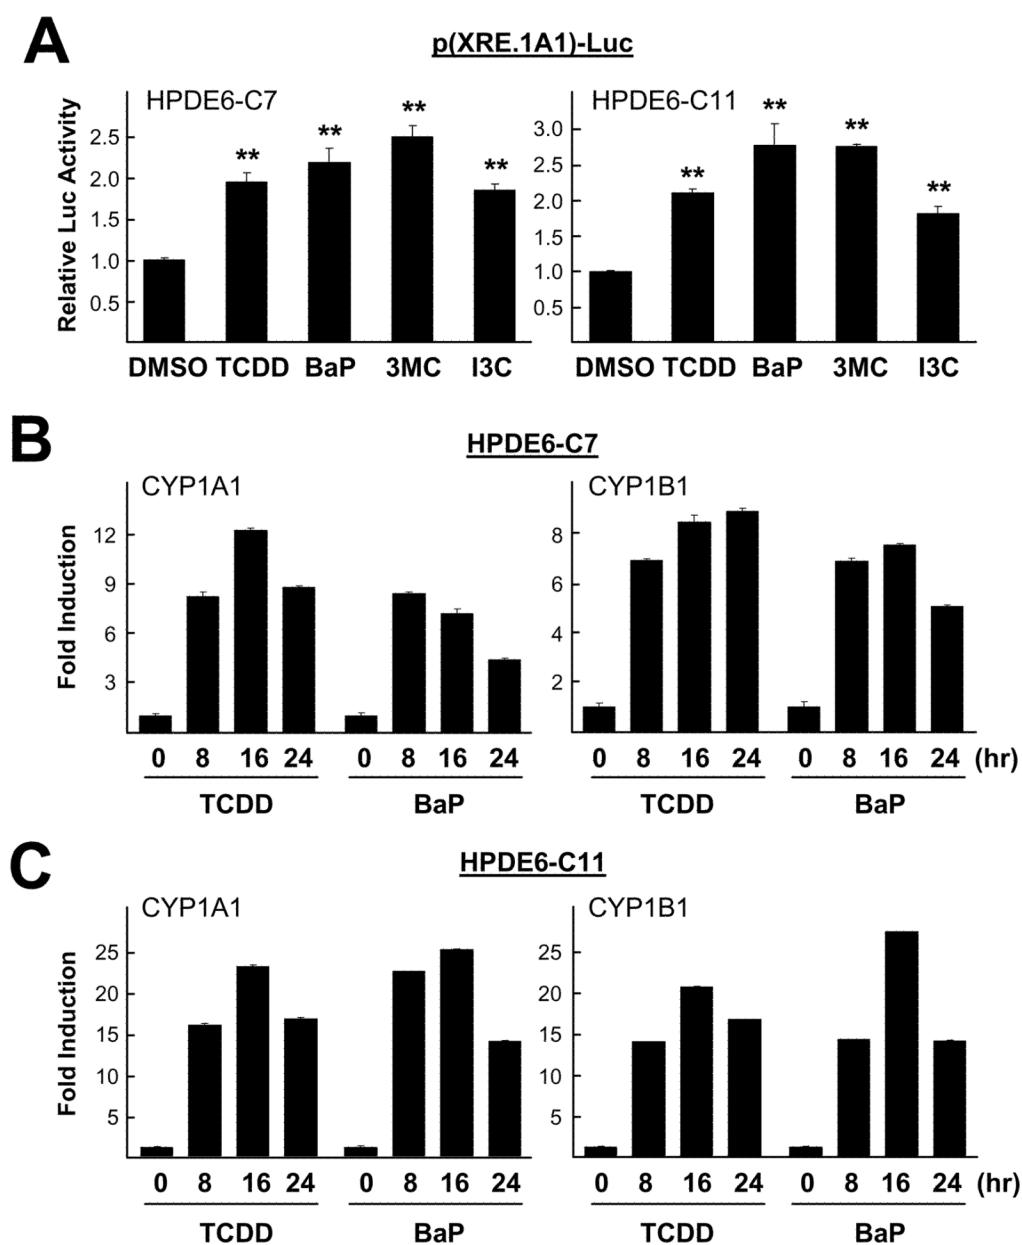 A
p(XRE.1A1)-Luc
Relative Luc Activity
HPDE6-C7
2.5
2.0
1.5
1.0
0.5
** ** ** **
DMSO TCDD BaP 3MC I3C
HPDE6-C11
3.0
2.5
2.0
1.5
1.0
0.5
** ** ** **
DMSO TCDD BaP 3MC I3C
B
HPDE6-C7
Fold Induction
CYP1A1
12
9
6
3
0 8 16 24 0 8 16 24
TCDD BaP
CYP1B1
8
6
4
2
0 8 16 24 0 8 16 24 (hr)
TCDD BaP
C
HPDE6-C11
Fold Induction
CYP1A1
25
20
15
10
5
0 8 16 24 0 8 16 24
TCDD BaP
CYP1B1
25
20
15
10
5
0 8 16 24 0 8 16 24 (hr)
TCDD BaP